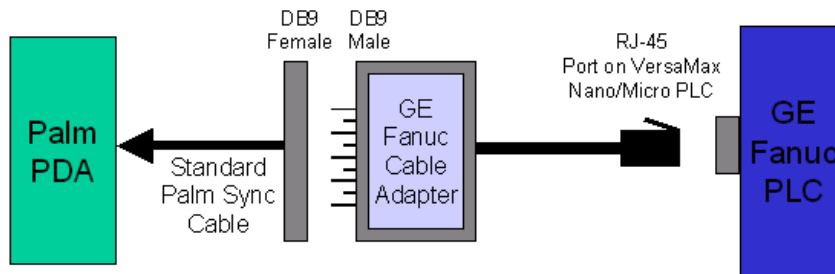 Palm
PDA
Standard
Palm Sync
Cable
DB9
Female
DB9
Male
GE
Fanuc
Cable
Adapter
RJ-45
Port on VersaMax
Nano/Micro PLC
GE
Fanuc
PLC